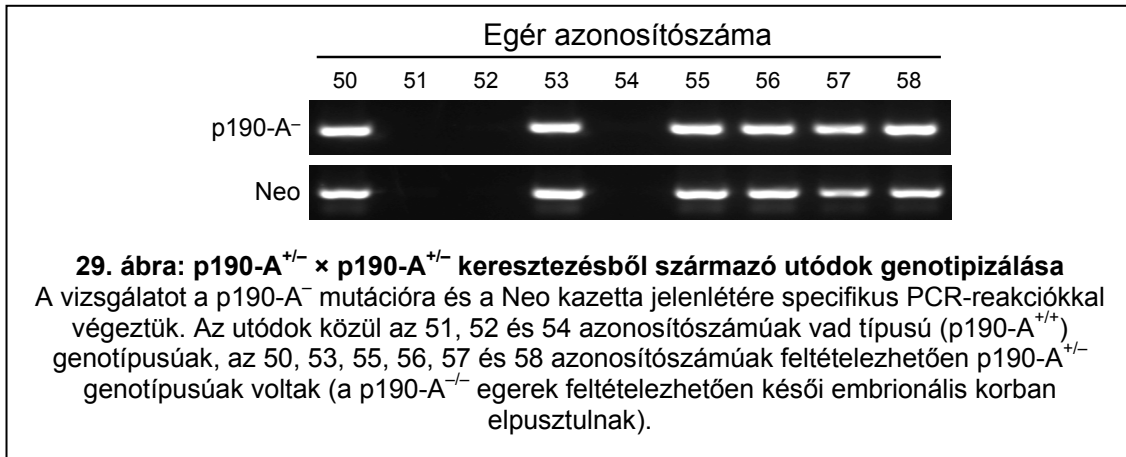 Egér azonosítószáma
50 51 52 53 54 55 56 57 58
p190-A⁻
Neo
29. ábra: p190-A⁺/⁻ × p190-A⁺/⁻ keresztezésből származó utódok genotipizálása
A vizsgálatot a p190-A⁻ mutációra és a Neo kazetta jelenlétére specifikus PCR-reakciókkal
végeztük. Az utódok közül az 51, 52 és 54 azonosítószámúak vad típusú (p190-A⁺/⁺)
genotípusúak, az 50, 53, 55, 56, 57 és 58 azonosítószámúak feltételezhetően p190-A⁺/⁻
genotípusúak voltak (a p190-A⁻/⁻ egerek feltételezhetően késői embrionális korban
elpusztulnak).